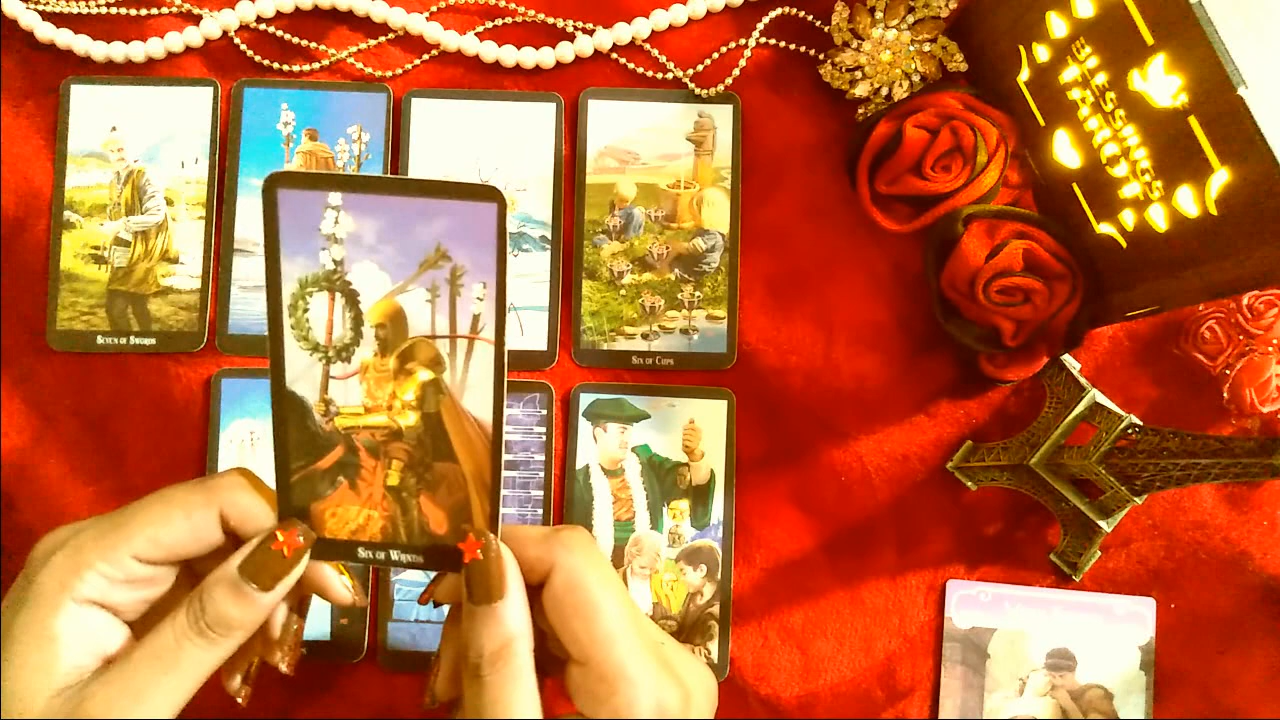 BLESSINGS
TAROT
Seven of Swords
Six of Cups
Six of Wands